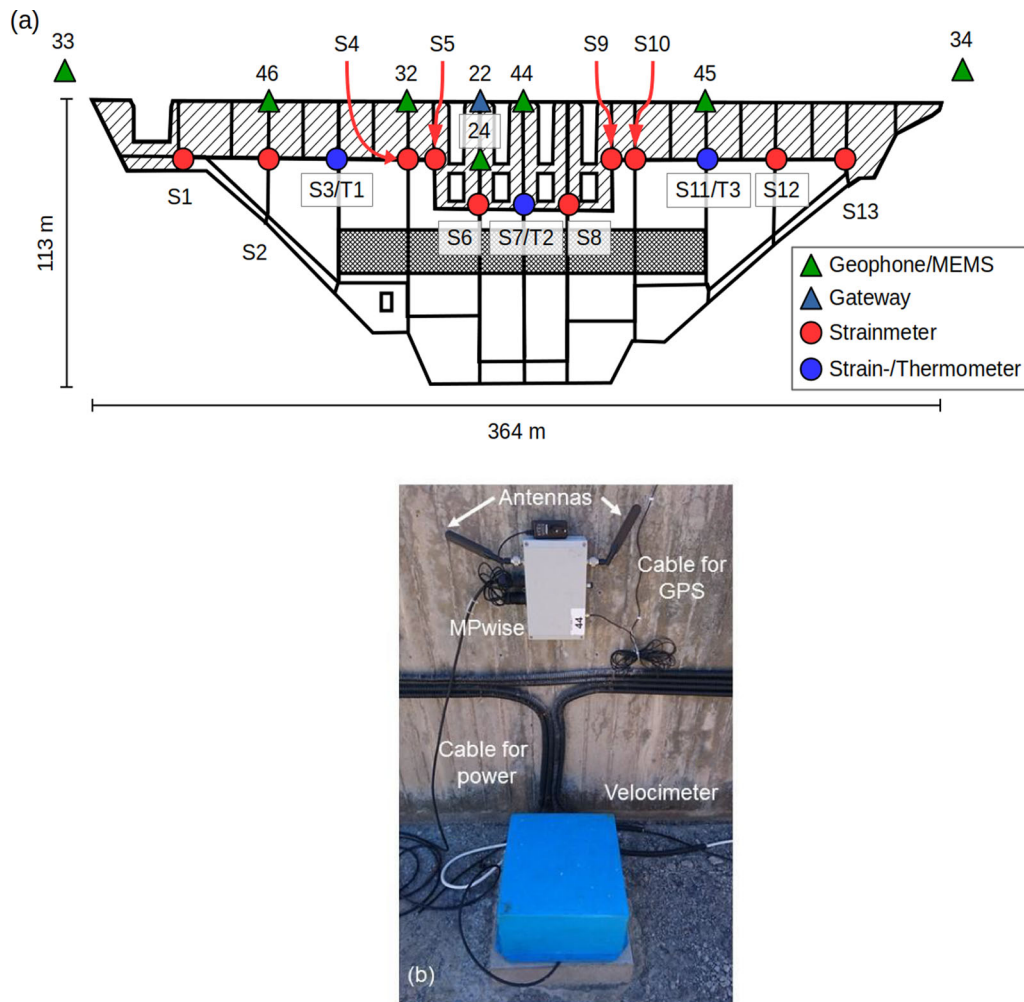 (a)
33
34
S4
S5
S9
S10
46
32
22
44
45
24
S1
S3/T1
S11/T3
S12
S2
S6
S7/T2
S8
S13
113 m
364 m
Geophone/MEMS
Gateway
Strainmeter
Strain-/Thermometer
Antennas
Cable for
GPS
MPwise
44
Cable for
power
Velocimeter
(b)